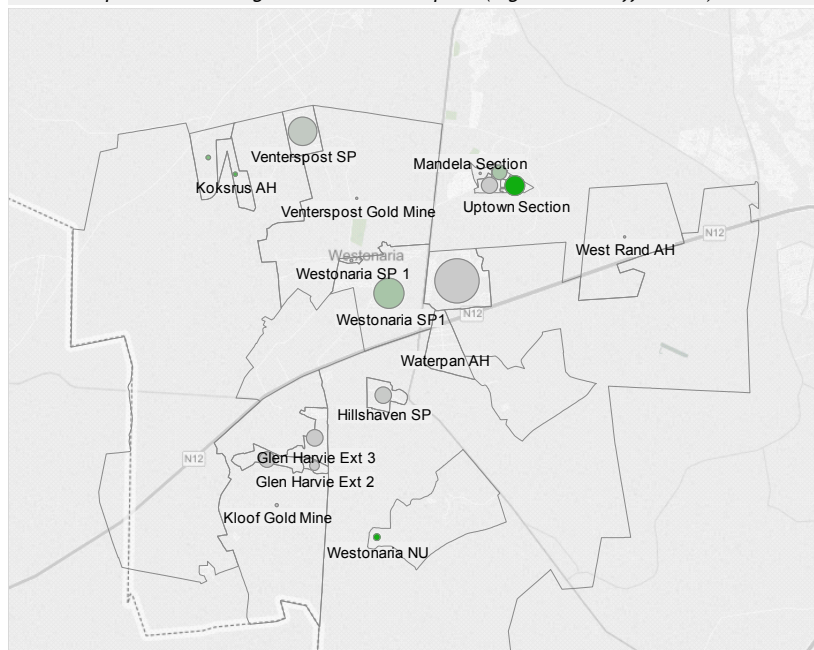 Venterspost SP
Mandela Section
Koksrus AH
Uptown Section
Venterspost Gold Mine
N12
West Rand AH
Westonaria
Westonaria SP 1
N12
Westonaria SP1
Waterpan AH
Hillshaven SP
Glen Harvie Ext 3
N12
Glen Harvie Ext 2
Kloof Gold Mine
Westonaria NU